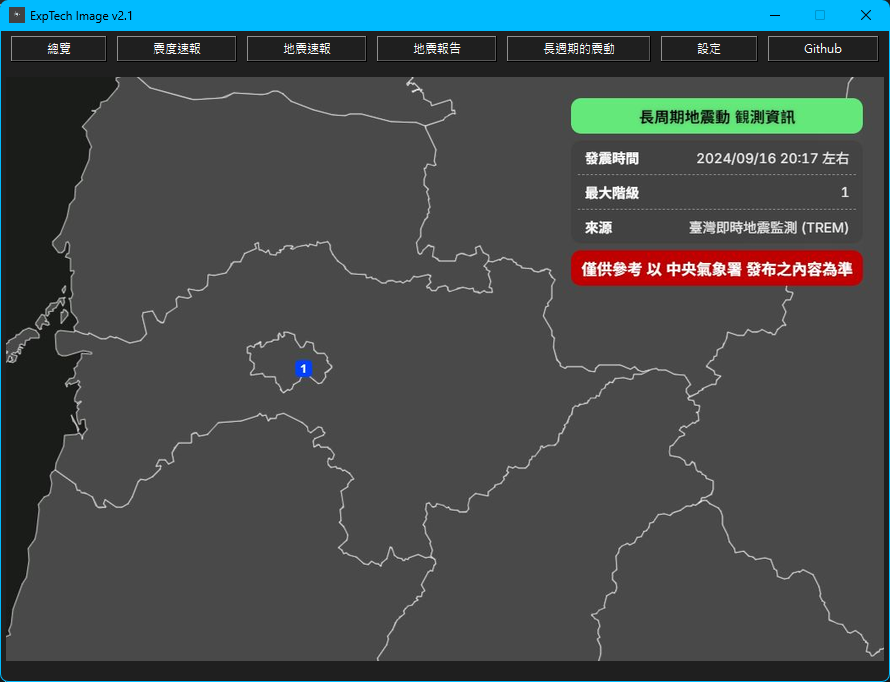 ExpTech Image v2.1
總覽 震度速報 地震速報 地震報告 長週期的震動 設定 Github
長周期地震動 観測資訊
發震時間 2024/09/16 20:17 左右
最大階級 1
來源 臺灣即時地震監測 (TREM)
僅供參考 以 中央氣象署 發布之內容為準
1